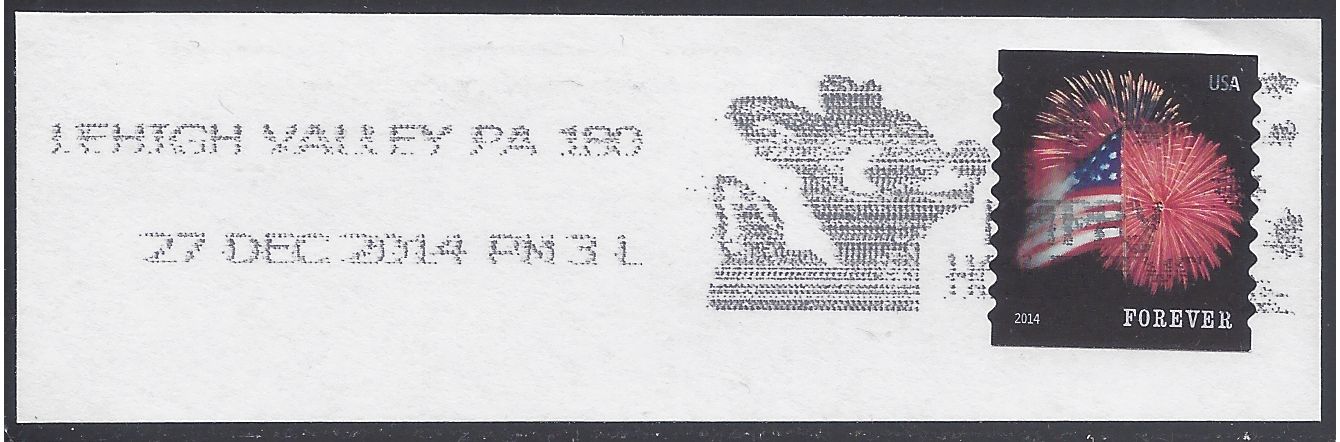 LEHIGH VALLEY PA 180
27 DEC 2014 PM 3 L
USA
2014
FOREVER